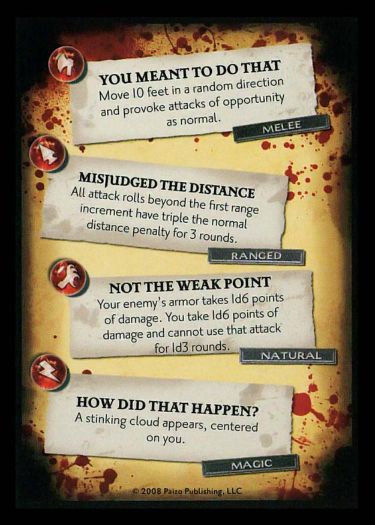 YOU MEANT TO DO THAT
Move 10 feet in a random direction
and provoke attacks of opportunity
as normal.
MELEE
MISJUDGED THE DISTANCE
All attack rolls beyond the first range
increment have triple the normal
distance penalty for 3 rounds.
RANGED
NOT THE WEAK POINT
Your enemy's armor takes 1d6 points
of damage. You take 1d6 points of
damage and cannot use that attack
for 1d3 rounds.
NATURAL
HOW DID THAT HAPPEN?
A stinking cloud appears, centered
on you.
MAGIC
© 2008 Paizo Publishing, LLC